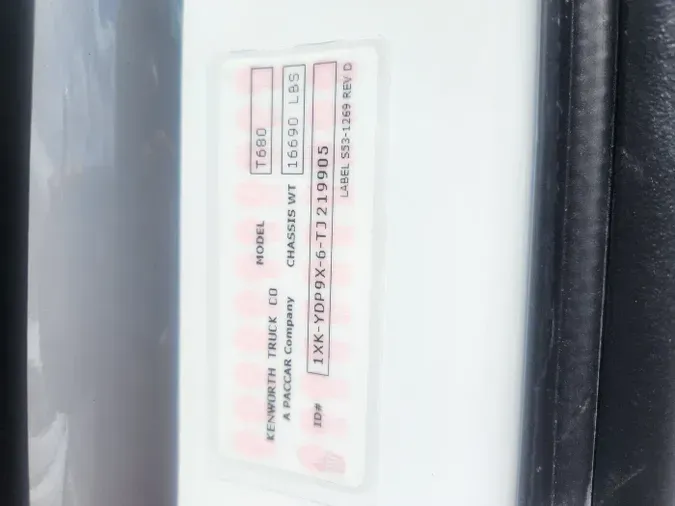 KENWORTH TRUCK CO MODEL T680
A PACCAR Company CHASSIS WT 16690 LBS
ID# 1XK-YDP9X-6-TJ219905
LABEL S53-1269 REV D